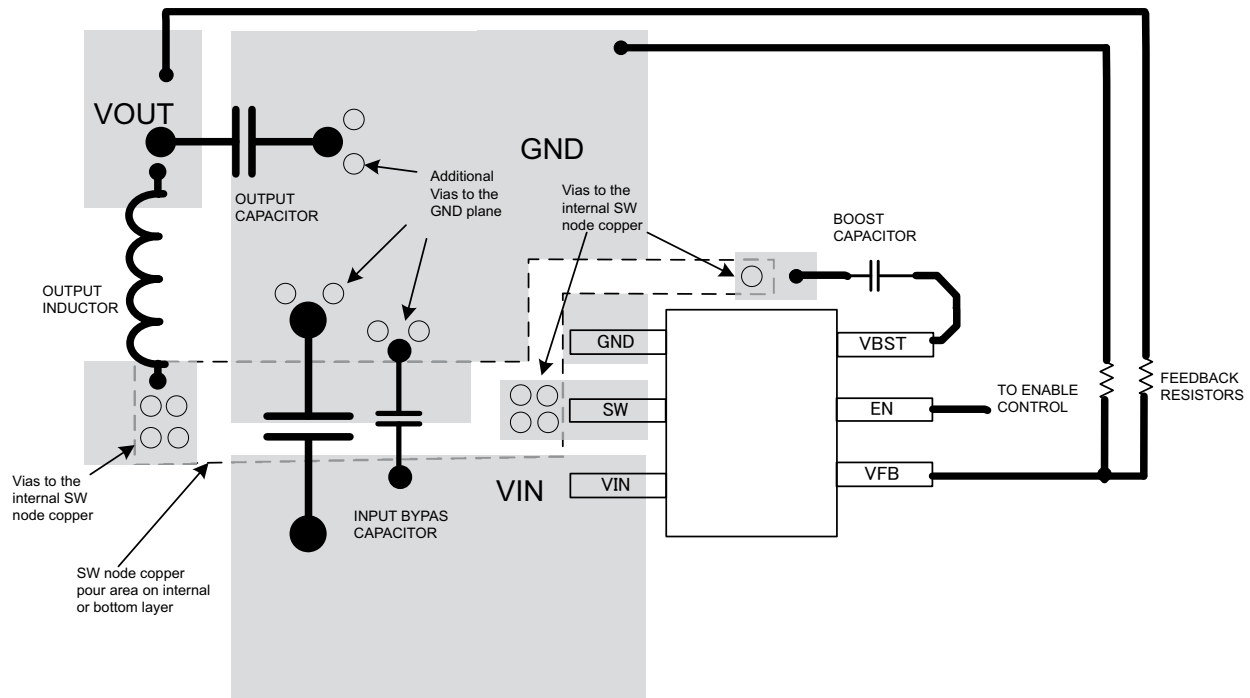 VOUT
GND
OUTPUT
CAPACITOR
Additional
Vias to the
GND plane
Vias to the
internal SW
node copper
BOOST
CAPACITOR
OUTPUT
INDUCTOR
GND
VBST
SW
EN
TO ENABLE
CONTROL
FEEDBACK
RESISTORS
VIN
VIN
VFB
Vias to the
internal SW
node copper
INPUT BYPAS
CAPACITOR
SW node copper
pour area on internal
or bottom layer